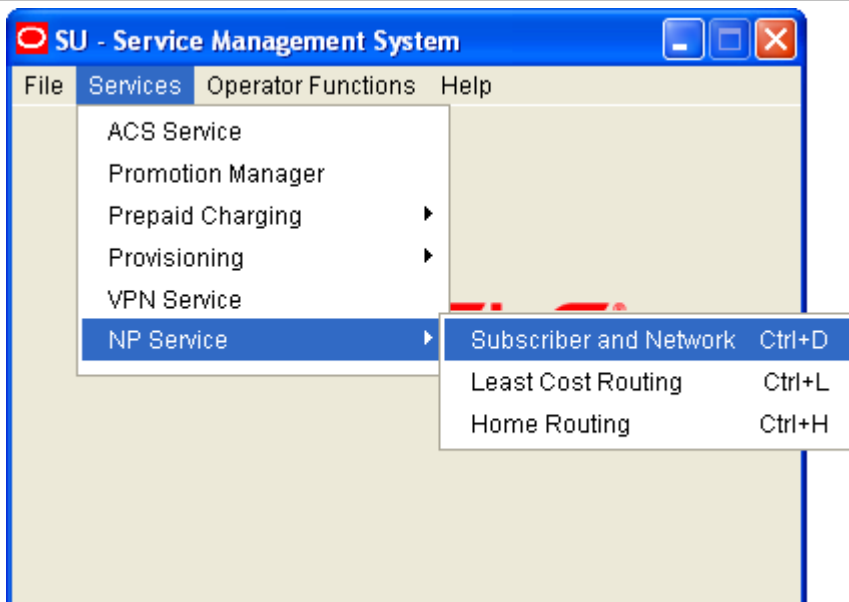 SU - Service Management System
File Services Operator Functions Help
ACS Service
Promotion Manager
Prepaid Charging
Provisioning
VPN Service
NP Service
Subscriber and Network Ctrl+D
Least Cost Routing Ctrl+L
Home Routing Ctrl+H